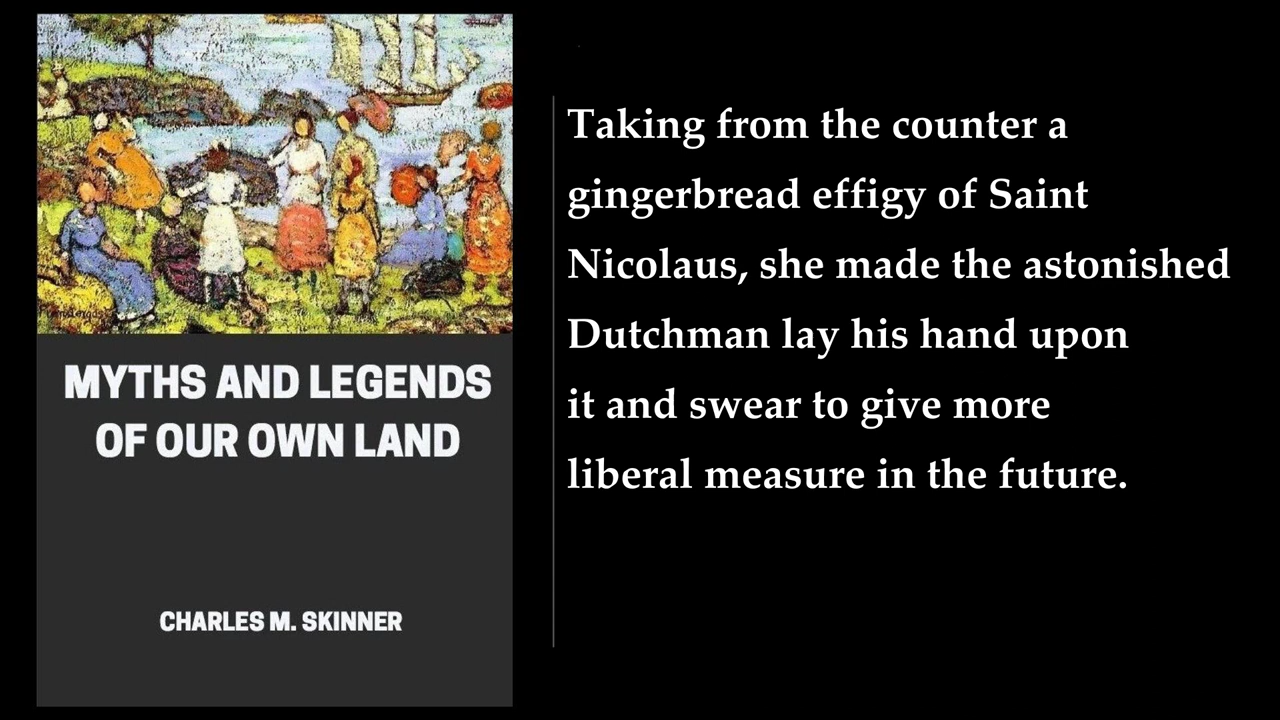 MYTHS AND LEGENDS
OF OUR OWN LAND
CHARLES M. SKINNER
Taking from the counter a
gingerbread effigy of Saint
Nicolaus, she made the astonished
Dutchman lay his hand upon
it and swear to give more
liberal measure in the future.